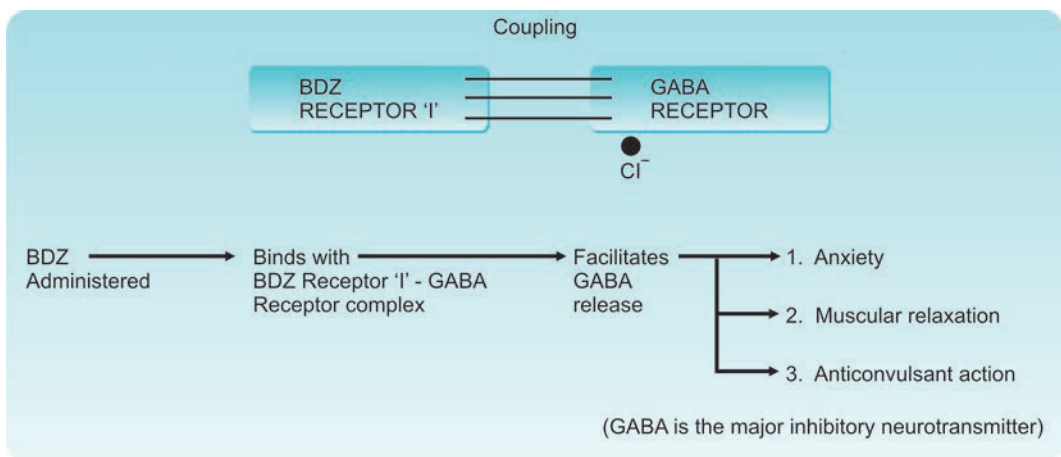 Coupling
BDZ
RECEPTOR ‘I’
GABA
RECEPTOR
Cl⁻
BDZ
Administered
Binds with
BDZ Receptor ‘I’ - GABA
Receptor complex
Facilitates
GABA
release
1. Anxiety
2. Muscular relaxation
3. Anticonvulsant action
(GABA is the major inhibitory neurotransmitter)